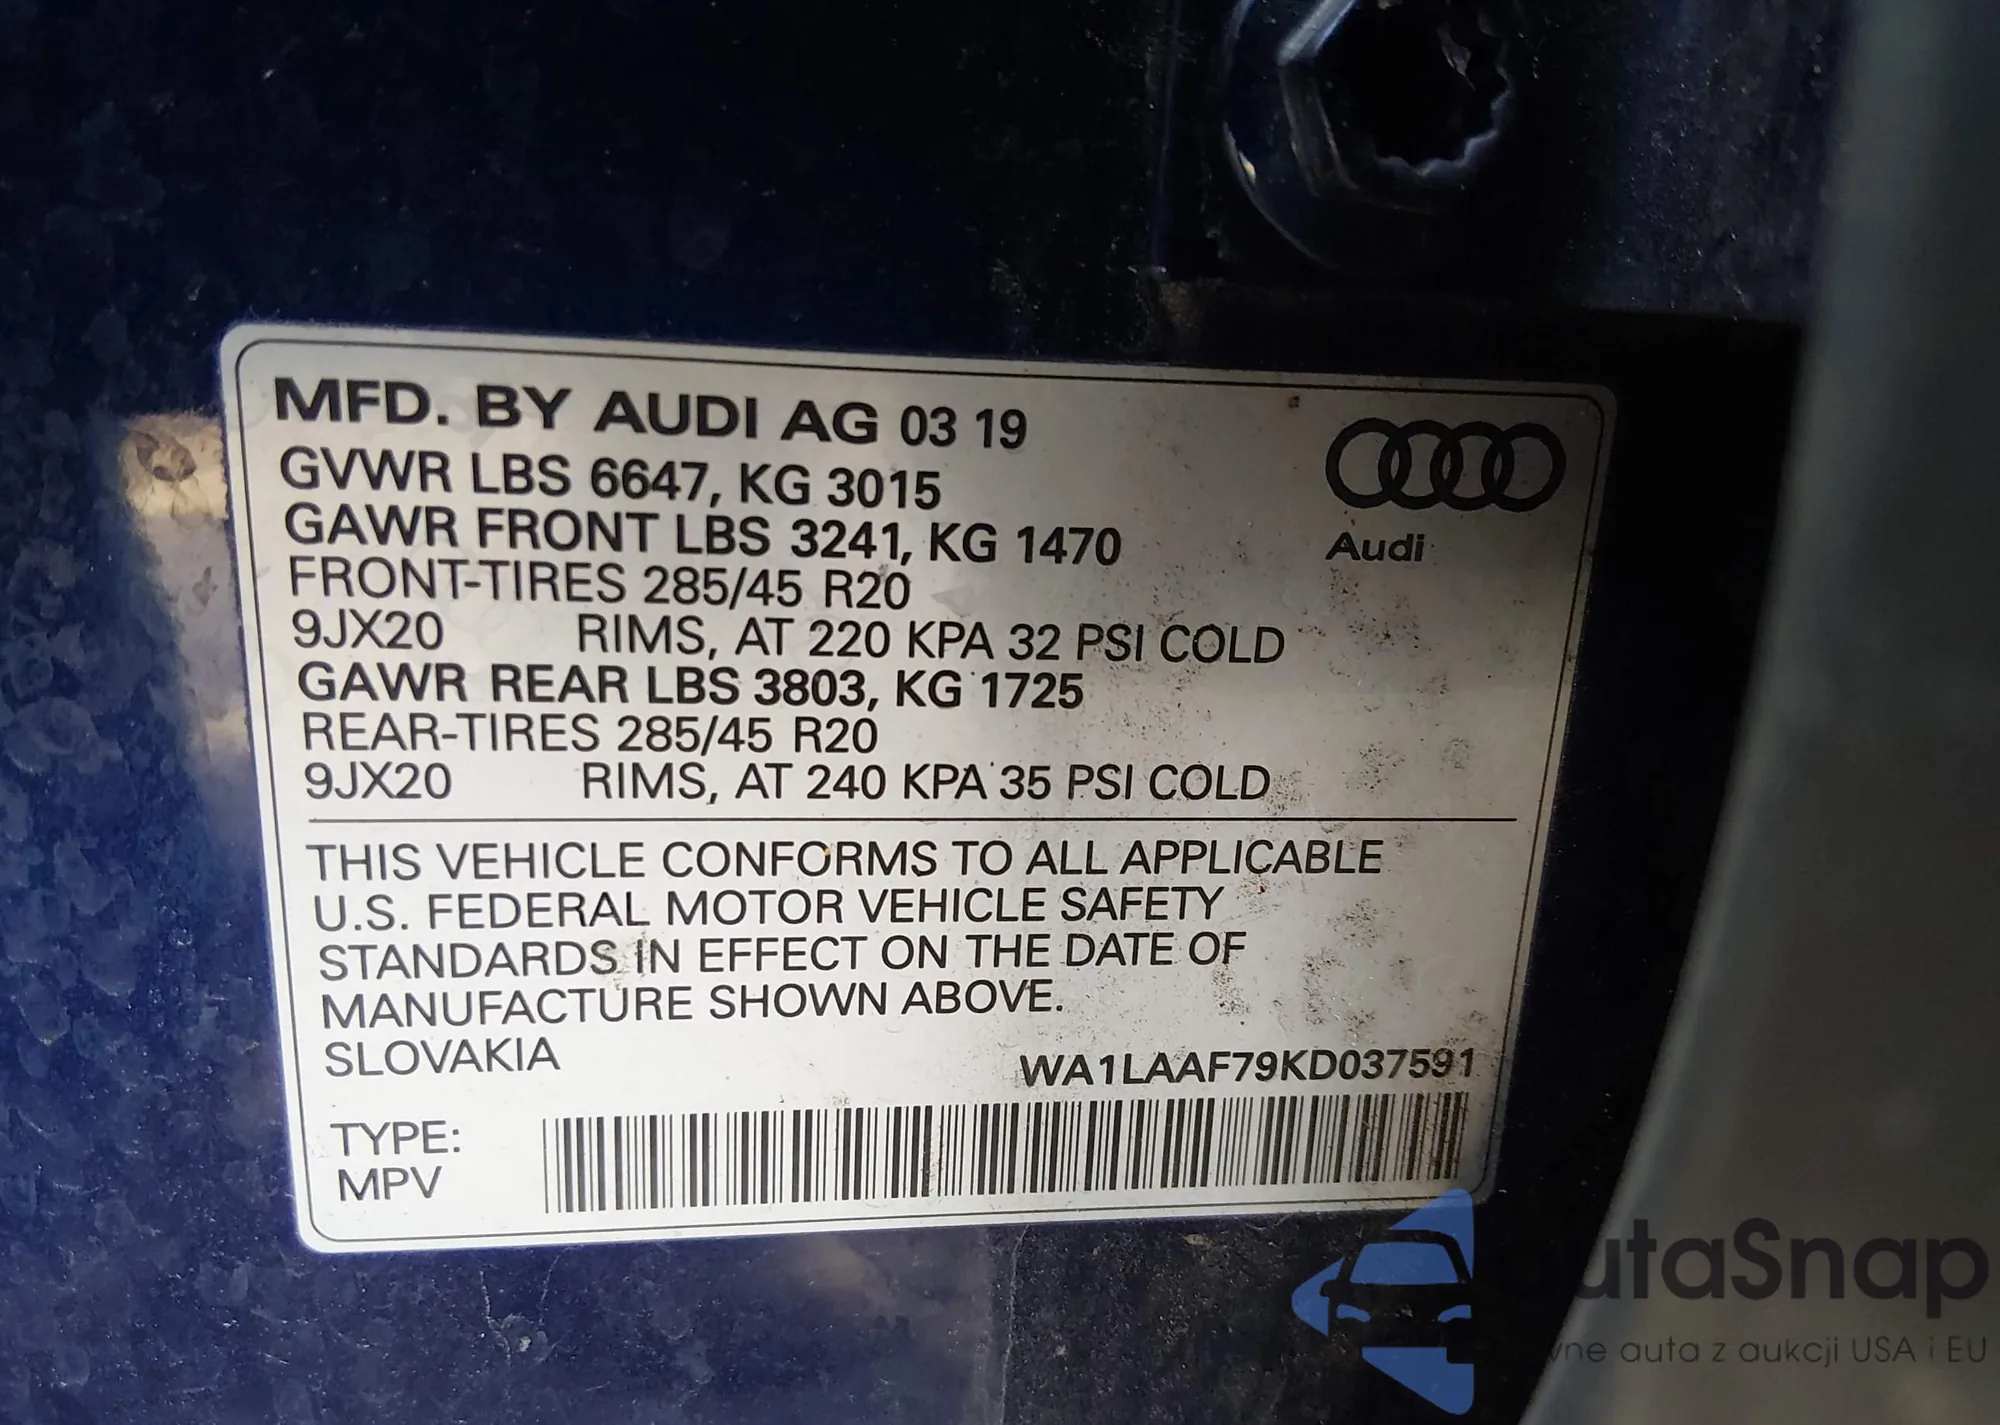 MFD. BY AUDI AG 03 19
GVWR LBS 6647, KG 3015
GAWR FRONT LBS 3241, KG 1470
Audi
FRONT-TIRES 285/45 R20
9JX20 RIMS, AT 220 KPA 32 PSI COLD
GAWR REAR LBS 3803, KG 1725
REAR-TIRES 285/45 R20
9JX20 RIMS, AT 240 KPA 35 PSI COLD
THIS VEHICLE CONFORMS TO ALL APPLICABLE
U.S. FEDERAL MOTOR VEHICLE SAFETY
STANDARDS IN EFFECT ON THE DATE OF
MANUFACTURE SHOWN ABOVE.
SLOVAKIA WA1LAAF79KD037591
TYPE:
MPV
autaSnap
auta z aukcji USA i EU